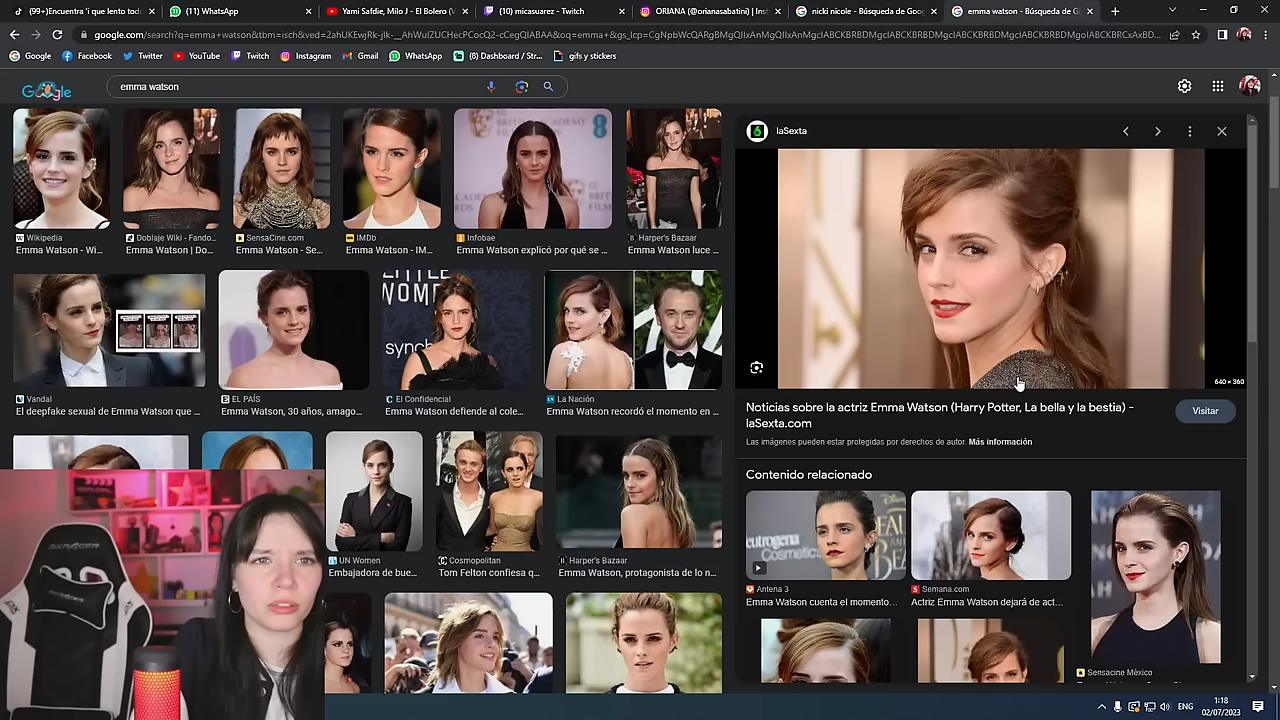 (99+)Encuentra 'i que lento todo
(11) WhatsApp
Yami Safdie, Milo J - El Bolero (V
(10) micasuarez - Twitch
ORIANA (@orianasabatini) | Insta
nicki nicole - Búsqueda de Goog
emma watson - Búsqueda de G
Google
Facebook
Twitter
YouTube
Twitch
Instagram
Gmail
WhatsApp
(8) Dashboard / Str...
gifs y stickers
Google
emma watson
Wikipedia
Emma Watson - Wi...
Doblaje Wiki - Fando...
Emma Watson | Do...
SensaCine.com
Emma Watson - Se...
IMDb
Emma Watson - IM...
Infobae
Emma Watson explicó por qué se ...
Harper's Bazaar
Emma Watson luce ...
Vandal
El deepfake sexual de Emma Watson que ...
EL PAÍS
Emma Watson, 30 años, amago...
El Confidencial
Emma Watson defiende al cole...
La Nación
Emma Watson recordó el momento en ...
UN Women
Embajadora de bue...
Cosmopolitan
Tom Felton confiesa q...
Harper's Bazaar
Emma Watson, protagonista de lo n...
DXRACER
laSexta
640 × 360
Noticias sobre la actriz Emma Watson (Harry Potter, La bella y la bestia) -
laSexta.com
Visitar
Las imágenes pueden estar protegidas por derechos de autor. Más información
Contenido relacionado
Antena 3
Emma Watson cuenta el momento...
Semana.com
Actriz Emma Watson dejará de act...
Sensacine México
ENG
1:18
02/07/2023